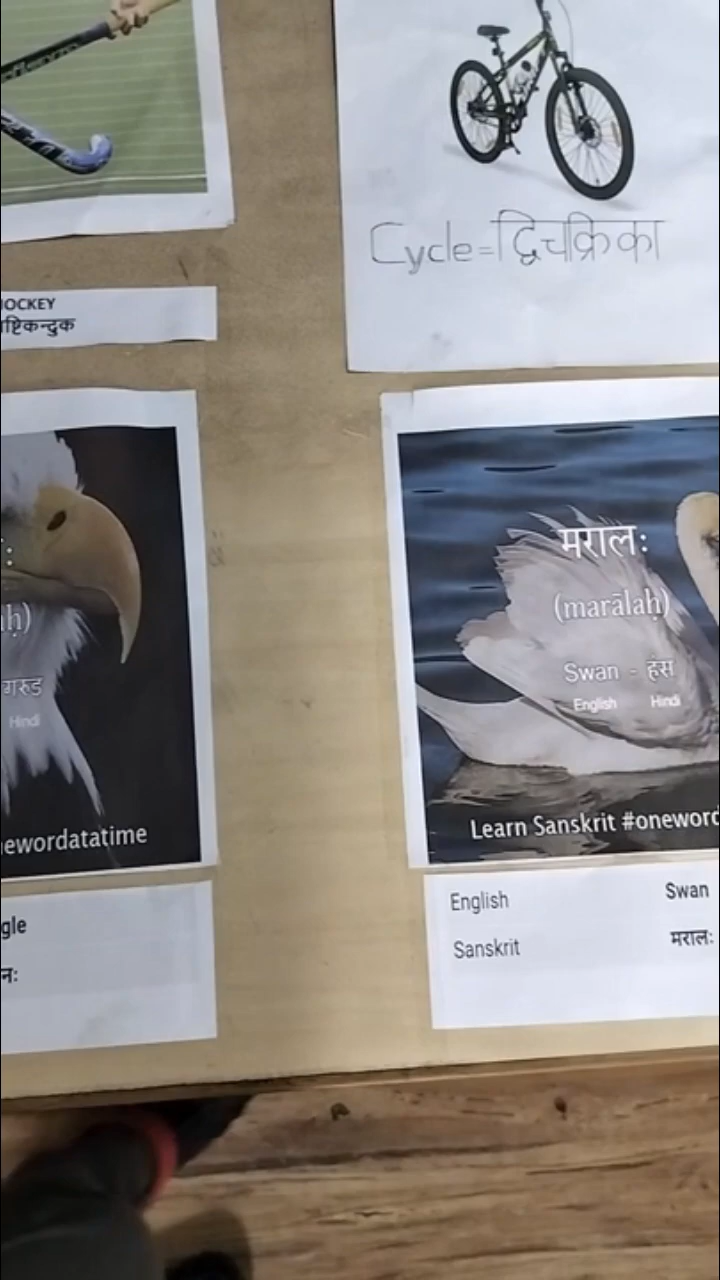 Cycle=द्विचक्रिका
HOCKEY
ष्टिकन्दुक
ḥ)
गरुड
Hindi
newordatatime
gle
नः
मरालः
(marālaḥ)
Swan - हंस
English Hindi
Learn Sanskrit #oneword
English Swan
Sanskrit मरालः